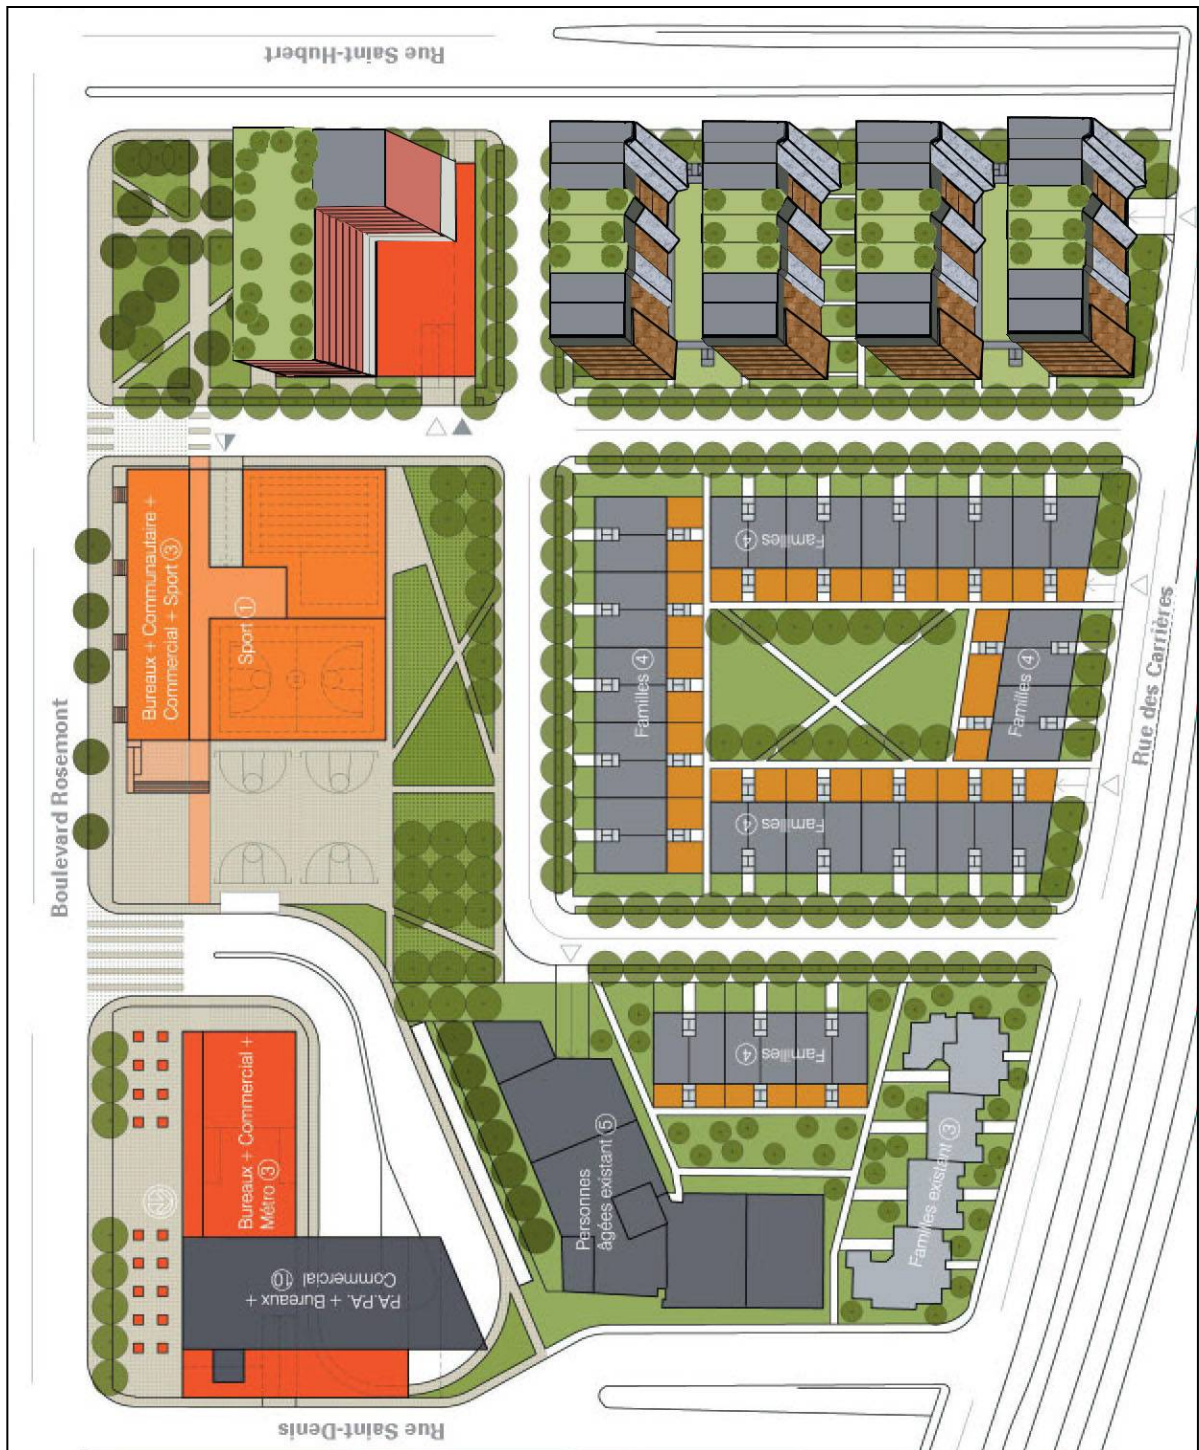 Rue Saint-Hubert
Boulevard Rosemont
Bureaux + Communautaire +
Commercial + Sport ③
Sport ①
Familles ④
Familles ④
Familles ④
Familles ④
Rue des Carrières
Bureaux + Commercial +
Métro ③
PA.PA. + Bureaux +
Commercial ⑩
Personnes
âgées existant ⑤
Familles ④
Familles existant ③
Rue Saint-Denis